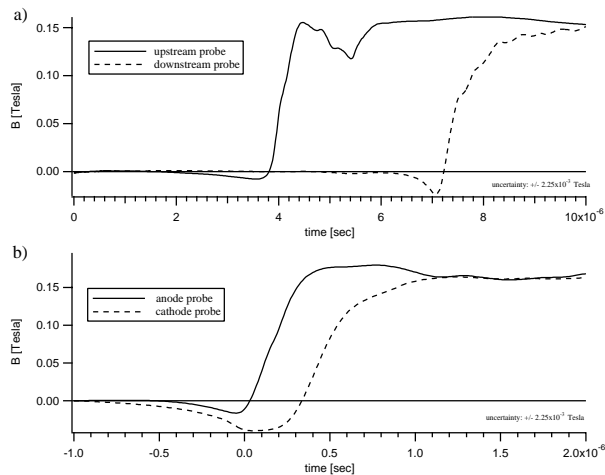 a)
B [Tesla]
0.15
0.10
0.05
0.00
upstream probe
downstream probe
uncertainty: +/- 2.25x10-3 Tesla
0 2 4 6 8 10x10-6
time [sec]
b)
B [Tesla]
0.15
0.10
0.05
0.00
anode probe
cathode probe
uncertainty: +/- 2.25x10-3 Tesla
-1.0 -0.5 0.0 0.5 1.0 1.5 2.0x10-6
time [sec]